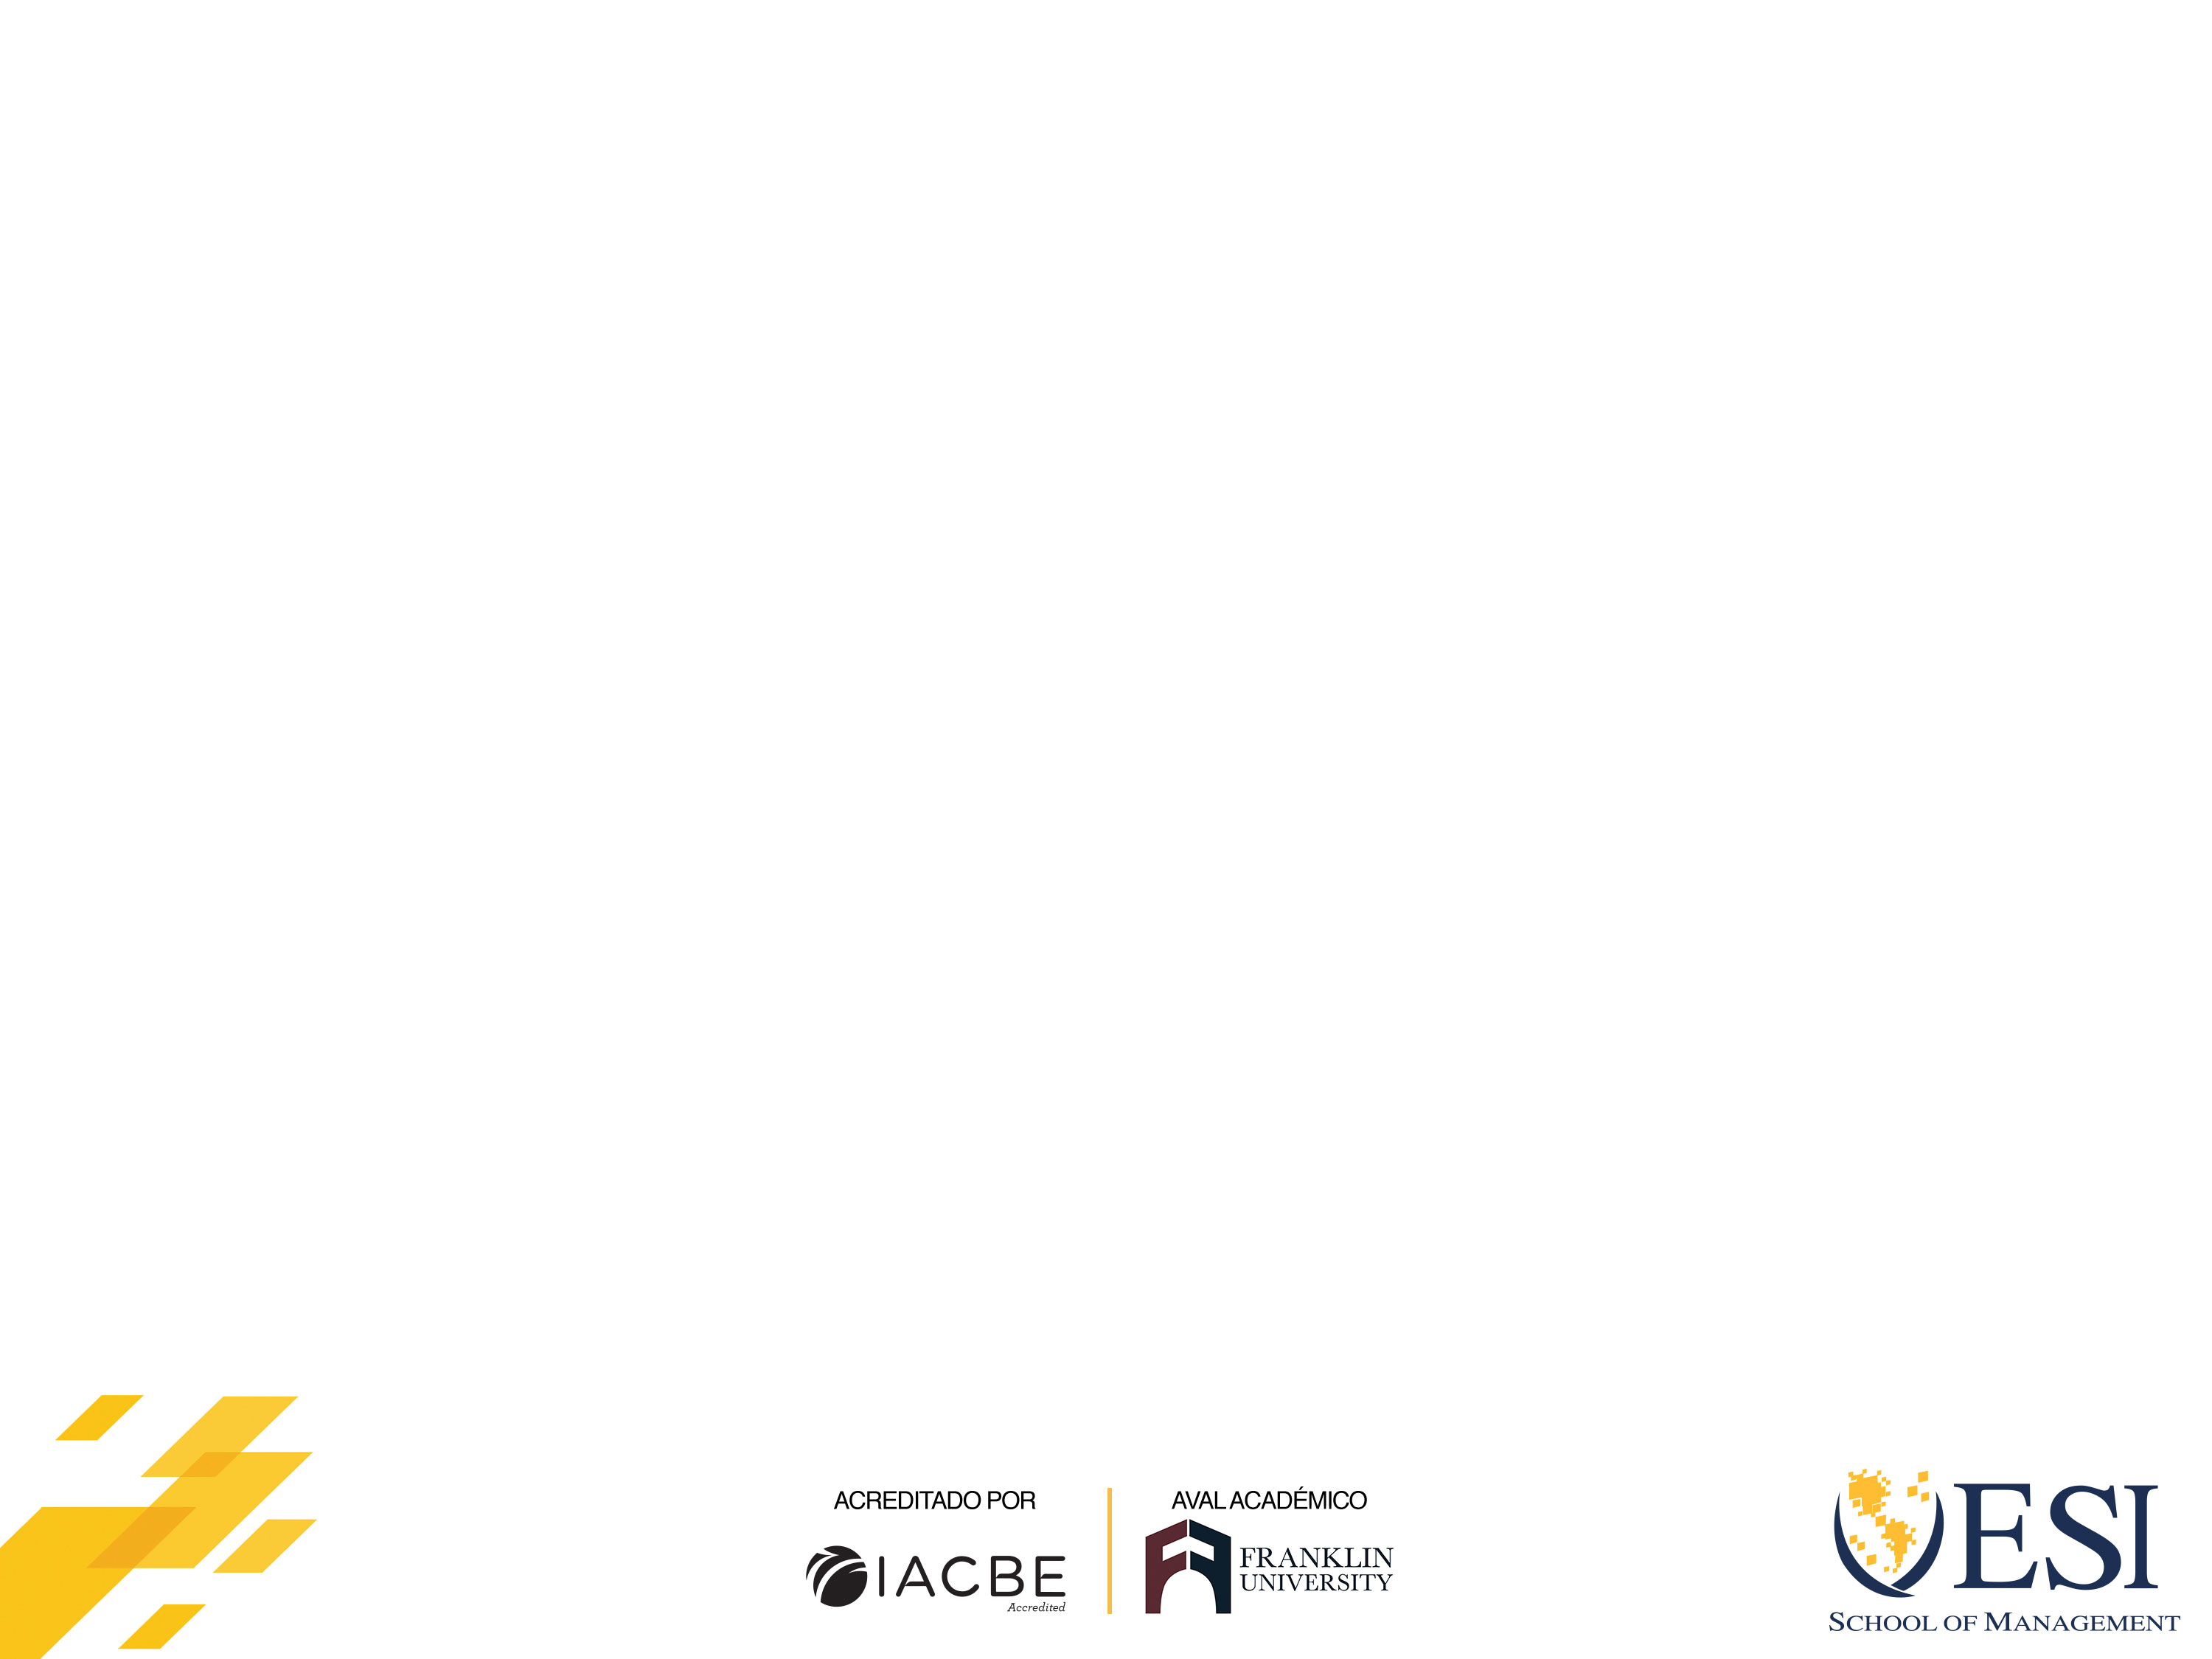 ACREDITADO POR
IACBE
Accredited
AVAL ACADÉMICO
FRANKLIN
UNIVERSITY
ESI
SCHOOL OF MANAGEMENT